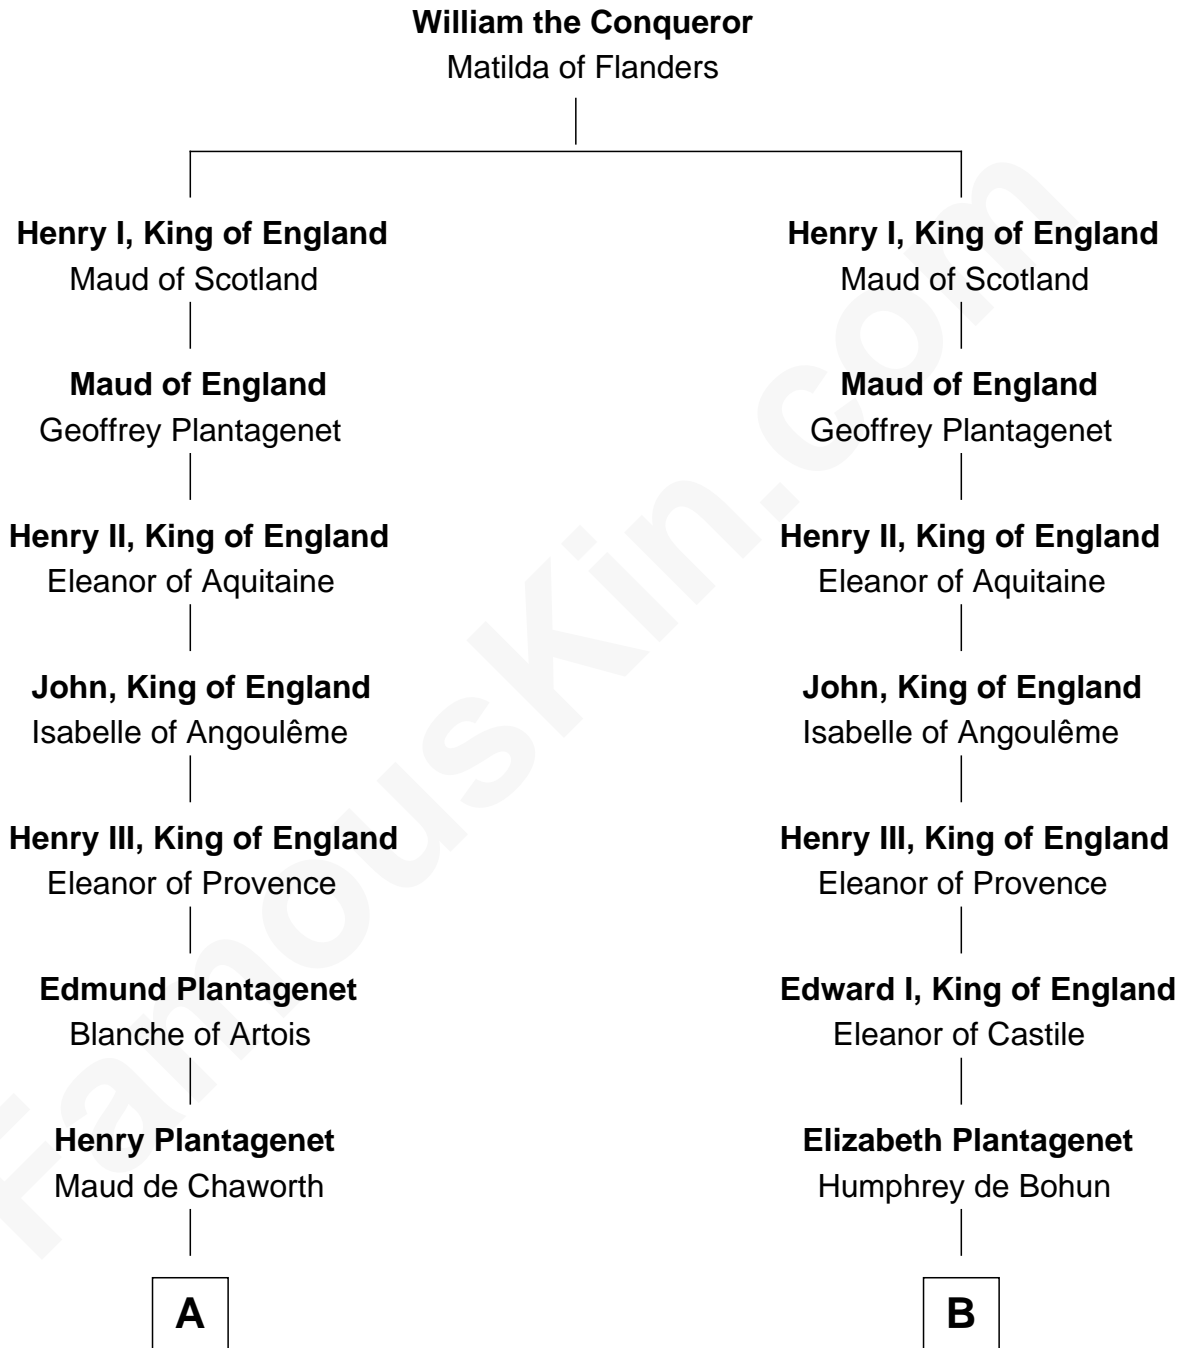 William the Conqueror
Matilda of Flanders
Henry I, King of England
Maud of Scotland
Henry I, King of England
Maud of Scotland
Maud of England
Geoffrey Plantagenet
Maud of England
Geoffrey Plantagenet
Henry II, King of England
Eleanor of Aquitaine
Henry II, King of England
Eleanor of Aquitaine
John, King of England
Isabelle of Angoulême
John, King of England
Isabelle of Angoulême
Henry III, King of England
Eleanor of Provence
Henry III, King of England
Eleanor of Provence
Edmund Plantagenet
Blanche of Artois
Edward I, King of England
Eleanor of Castile
Henry Plantagenet
Maud de Chaworth
Elizabeth Plantagenet
Humphrey de Bohun
A
B
FamousKin.com